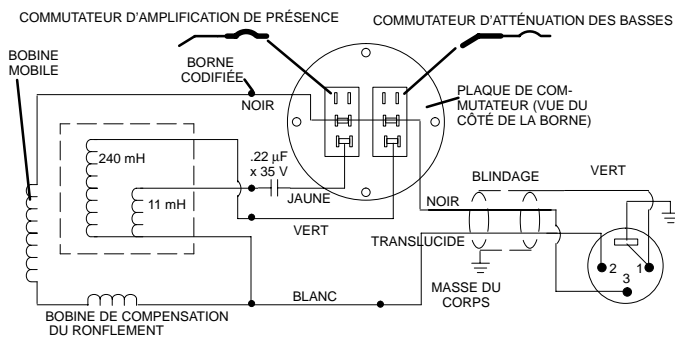 COMMUTATEUR D'AMPLIFICATION DE PRÉSENCE
COMMUTATEUR D'ATTÉNUATION DES BASSES
BOBINE
MOBILE
BORNE
CODIFIÉE
NOIR
PLAQUE DE COM-
MUTATEUR (VUE DU
CÔTÉ DE LA BORNE)
240 mH
11 mH
.22 µF
x 35 V
JAUNE
VERT
BLINDAGE
VERT
NOIR
TRANSLUCIDE
2
1
3
MASSE DU
CORPS
BLANC
BOBINE DE COMPENSATION
DU RONFLEMENT